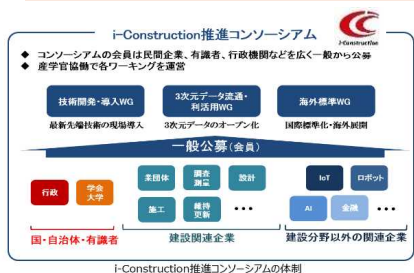 i-Construction推進コンソーシアム
i-Construction
◆ コンソーシアムの会員は民間企業、有識者、行政機関などを広く一般から公募
◆ 産学官協働で各ワーキングを運営
技術開発・導入WG
3次元データ流通・
利活用WG
海外標準WG
最新先端技術の現場導入
3次元データのオープン化
国際標準化・海外展開
一般公募(会員)
行政
学会
大学
業団体
調査
測量
設計
施工
維持
更新
・・・
IoT
ロボット
AI
金融
・・・
国・自治体・有識者
建設関連企業
建設分野以外の関連企業
i-Construction推進コンソーシアムの体制